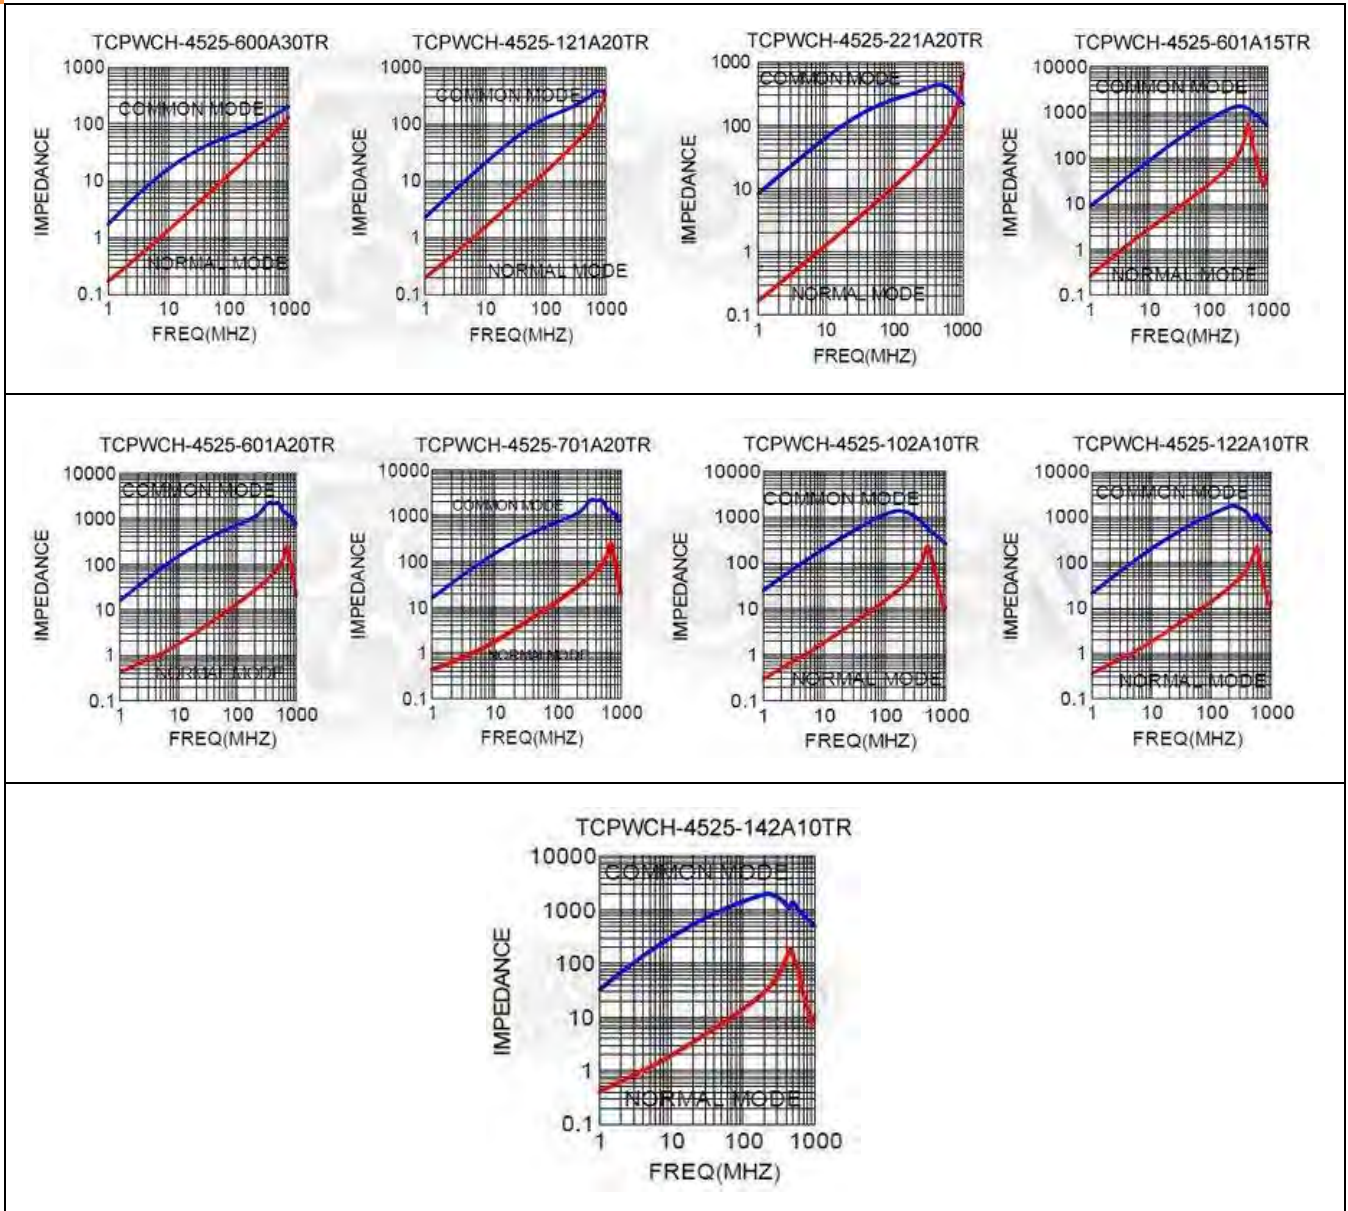 TCPWCH-4525-600A30TR
1000
100
10
1
0.1
COMMON MODE
NORMAL MODE
IMPEDANCE
1 10 100 1000
FREQ(MHZ)
TCPWCH-4525-121A20TR
1000
100
10
1
0.1
COMMON MODE
NORMAL MODE
IMPEDANCE
1 10 100 1000
FREQ(MHZ)
TCPWCH-4525-221A20TR
1000
100
10
1
0.1
COMMON MODE
NORMAL MODE
IMPEDANCE
1 10 100 1000
FREQ(MHZ)
TCPWCH-4525-601A15TR
10000
1000
100
10
1
0.1
COMMON MODE
NORMAL MODE
IMPEDANCE
1 10 100 1000
FREQ(MHZ)
TCPWCH-4525-601A20TR
10000
1000
100
10
1
0.1
COMMON MODE
NORMAL MODE
IMPEDANCE
1 10 100 1000
FREQ(MHZ)
TCPWCH-4525-701A20TR
10000
1000
100
10
1
0.1
COMMON MODE
NORMAL MODE
IMPEDANCE
1 10 100 1000
FREQ(MHZ)
TCPWCH-4525-102A10TR
10000
1000
100
10
1
0.1
COMMON MODE
NORMAL MODE
IMPEDANCE
1 10 100 1000
FREQ(MHZ)
TCPWCH-4525-122A10TR
10000
1000
100
10
1
0.1
COMMON MODE
NORMAL MODE
IMPEDANCE
1 10 100 1000
FREQ(MHZ)
TCPWCH-4525-142A10TR
10000
1000
100
10
1
0.1
COMMON MODE
NORMAL MODE
IMPEDANCE
1 10 100 1000
FREQ(MHZ)